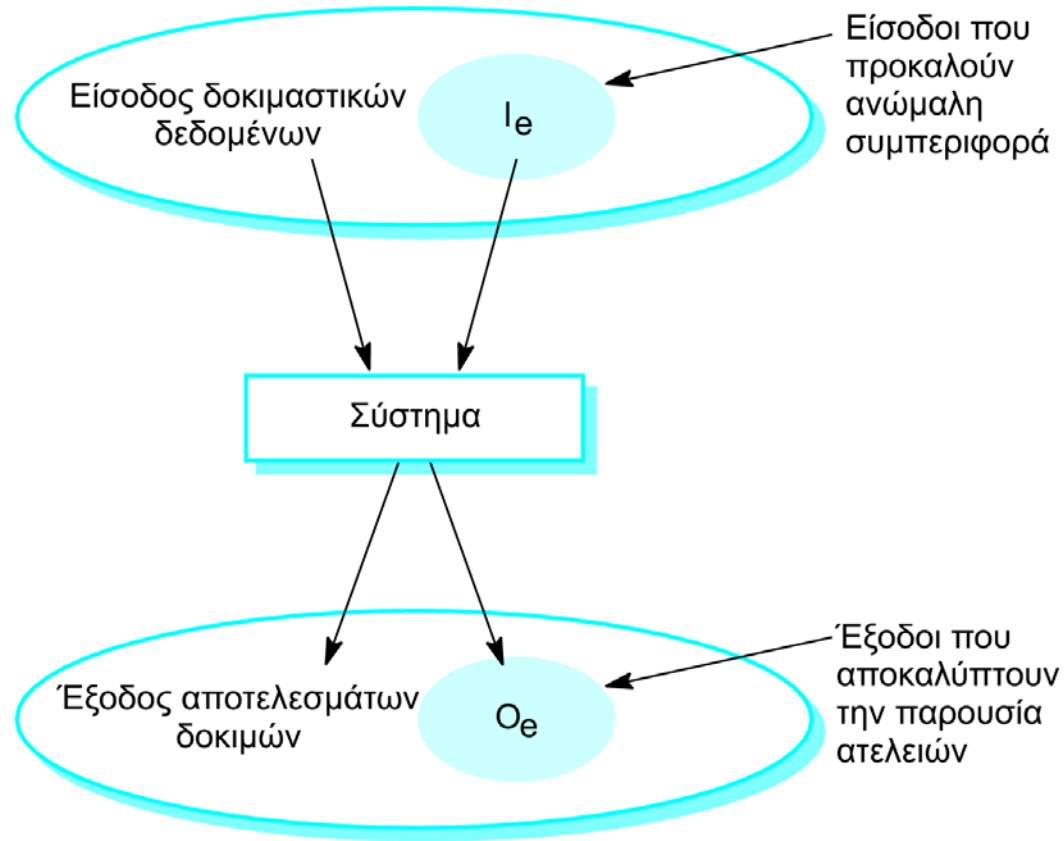 Είσοδος δοκιμαστικών
δεδομένων
Ie
Είσοδοι που
προκαλούν
ανώμαλη
συμπεριφορά
Σύστημα
Έξοδος αποτελεσμάτων
δοκιμών
Oe
Έξοδοι που
αποκαλύπτουν
την παρουσία
ατελειών